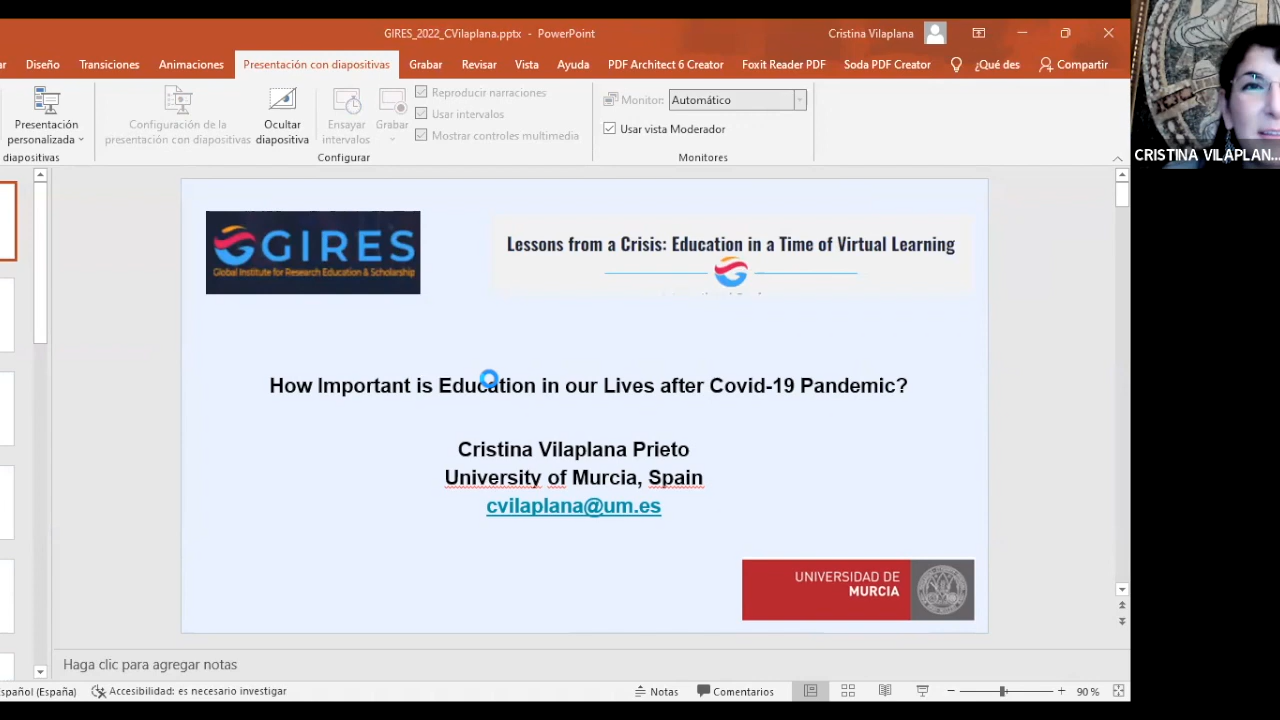 GIRES_2022_CVilaplana.pptx - PowerPoint
Cristina Vilaplana
Diseño Transiciones Animaciones Presentación con diapositivas Grabar Revisar Vista Ayuda PDF Architect 6 Creator Foxit Reader PDF Soda PDF Creator ¿Qué des Compartir
Presentación
personalizada
diapositivas
Configuración de la
presentación con diapositivas
Ocultar
diapositiva
Ensayar
intervalos
Grabar
Reproducir narraciones
Usar intervalos
Mostrar controles multimedia
Configurar
Monitor: Automático
Usar vista Moderador
Monitores
CRISTINA VILAPLAN...
GIRES
Global Institute for Research Education & Scholarship
Lessons from a Crisis: Education in a Time of Virtual Learning
How Important is Education in our Lives after Covid-19 Pandemic?
Cristina Vilaplana Prieto
University of Murcia, Spain
cvilaplana@um.es
UNIVERSIDAD DE
MURCIA
Haga clic para agregar notas
spañol (España) Accesibilidad: es necesario investigar Notas Comentarios 90 %